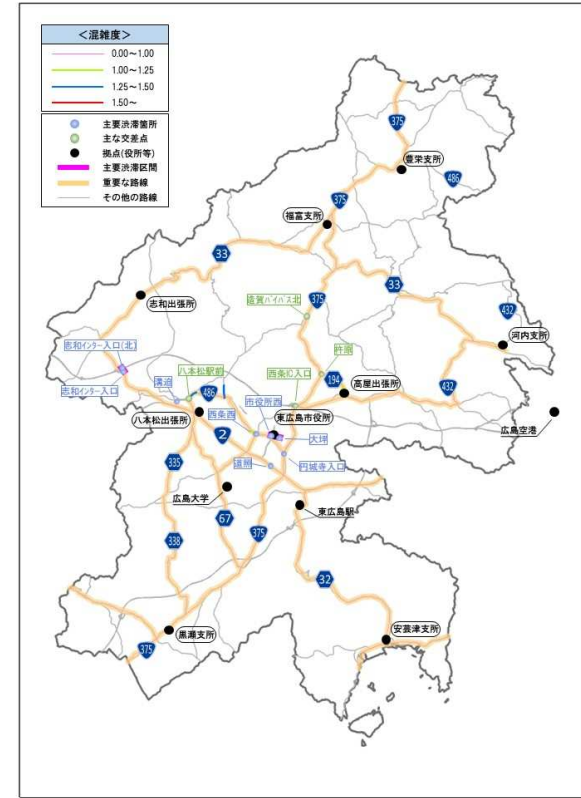 ＜混雑度＞
0.00～1.00
1.00～1.25
1.25～1.50
1.50～
主要渋滞箇所
主な交差点
拠点(役所等)
主要渋滞区間
重要な路線
その他の路線
375
豊栄支所
486
375
福富支所
33
志和出張所
造賀バイパス北
375
33
432
河内支所
志和インター入口(北)
杵原
八本松駅前
西条IC入口
194
高屋出張所
432
志和インター入口
溝迫
486
市役所西
広島空港
八本松出張所
西条西
東広島市役所
2
大坪
335
道照
円城寺入口
広島大学
東広島駅
67
375
338
32
黒瀬支所
安芸津支所
375